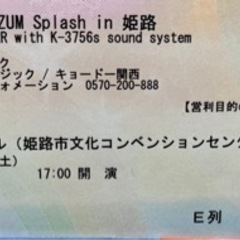 ZUM Splash in 姫路
R with K-3756s sound system
ク
ジック / キョードー関西
フォメーション 0570-200-888
【営利目的の
ル（姫路市文化コンベンションセン
土）
17:00 開 演
E列